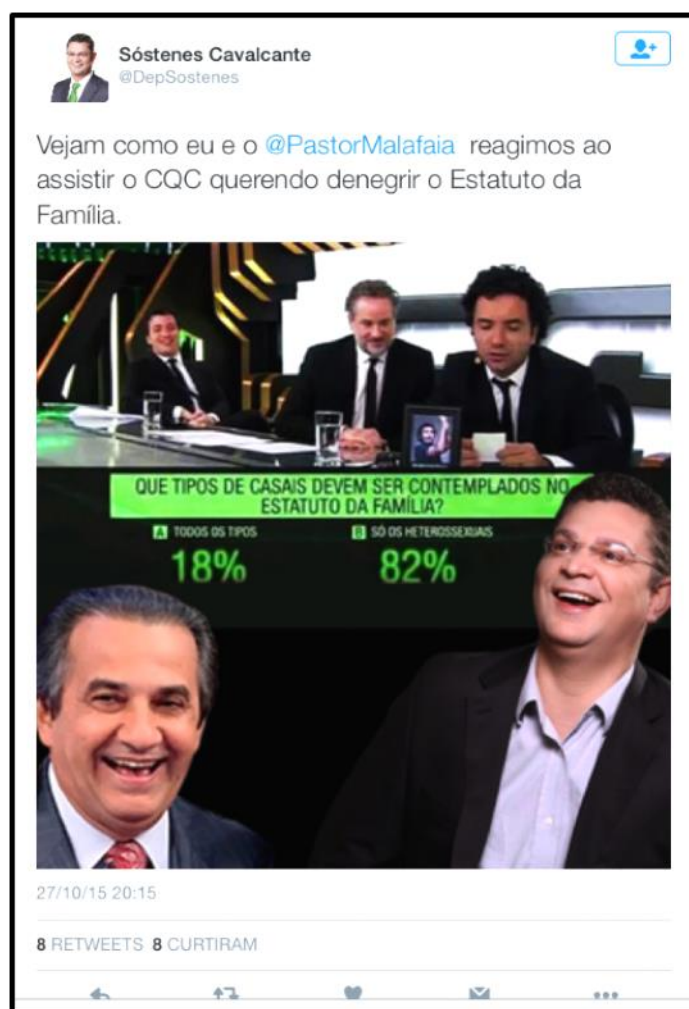 Sóstenes Cavalcante
@DepSostenes
Vejam como eu e o @PastorMalafaia reagimos ao
assistir o CQC querendo denegrir o Estatuto da
Família.
QUE TIPOS DE CASAIS DEVEM SER CONTEMPLADOS NO
ESTATUTO DA FAMÍLIA?
A TODOS OS TIPOS
B SÓ OS HETEROSSEXUAIS
18%
82%
27/10/15 20:15
8 RETWEETS 8 CURTIRAM